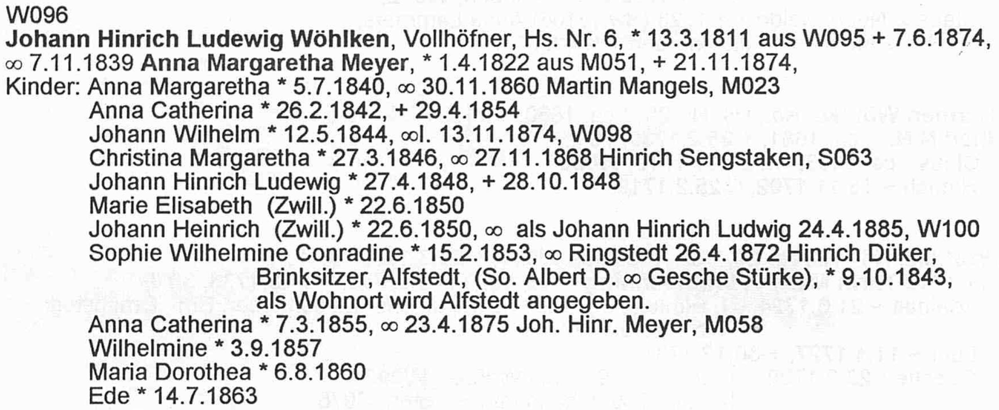 W096
Johann Hinrich Ludewig Wöhlken, Vollhöfner, Hs. Nr. 6, * 13.3.1811 aus W095 + 7.6.1874,
∞ 7.11.1839 Anna Margaretha Meyer, * 1.4.1822 aus M051, + 21.11.1874,
Kinder: Anna Margaretha * 5.7.1840, ∞ 30.11.1860 Martin Mangels, M023
Anna Catherina * 26.2.1842, + 29.4.1854
Johann Wilhelm * 12.5.1844, ∞I. 13.11.1874, W098
Christina Margaretha * 27.3.1846, ∞ 27.11.1868 Hinrich Sengstaken, S063
Johann Hinrich Ludewig * 27.4.1848, + 28.10.1848
Marie Elisabeth (Zwill.) * 22.6.1850
Johann Heinrich (Zwill.) * 22.6.1850, ∞ als Johann Hinrich Ludwig 24.4.1885, W100
Sophie Wilhelmine Conradine * 15.2.1853, ∞ Ringstedt 26.4.1872 Hinrich Düker,
Brinksitzer, Alfstedt, (So. Albert D. ∞ Gesche Stürke), * 9.10.1843,
als Wohnort wird Alfstedt angegeben.
Anna Catherina * 7.3.1855, ∞ 23.4.1875 Joh. Hinr. Meyer, M058
Wilhelmine * 3.9.1857
Maria Dorothea * 6.8.1860
Ede * 14.7.1863